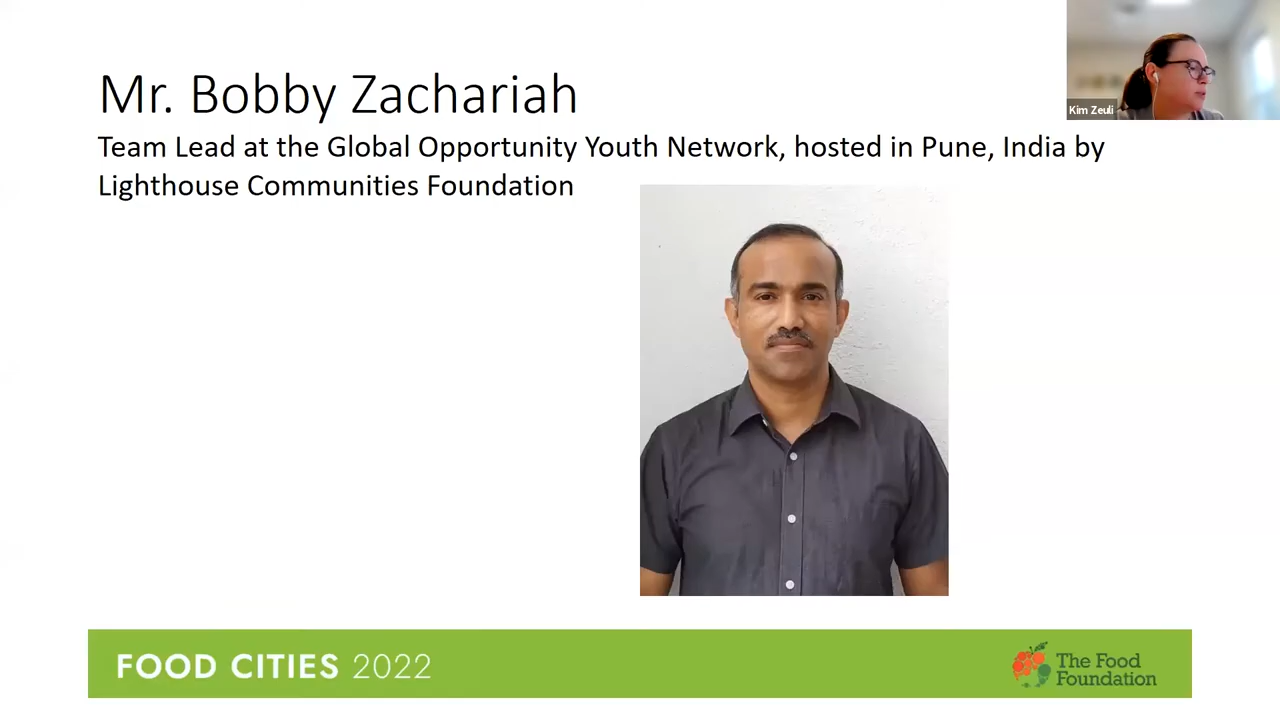 Mr. Bobby Zachariah
Kim Zeuli
Team Lead at the Global Opportunity Youth Network, hosted in Pune, India by
Lighthouse Communities Foundation
FOOD CITIES 2022
The Food
Foundation